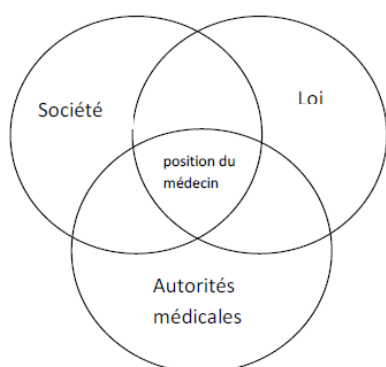 Société
Loi
position du
médecin
Autorités
médicales